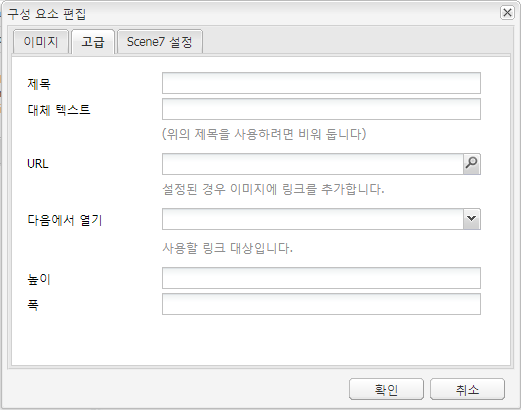 구성 요소 편집
이미지 고급 Scene7 설정
제목
대체 텍스트
(위의 제목을 사용하려면 비워 둡니다)
URL
설정된 경우 이미지에 링크를 추가합니다.
다음에서 열기
사용할 링크 대상입니다.
높이
폭
확인 취소